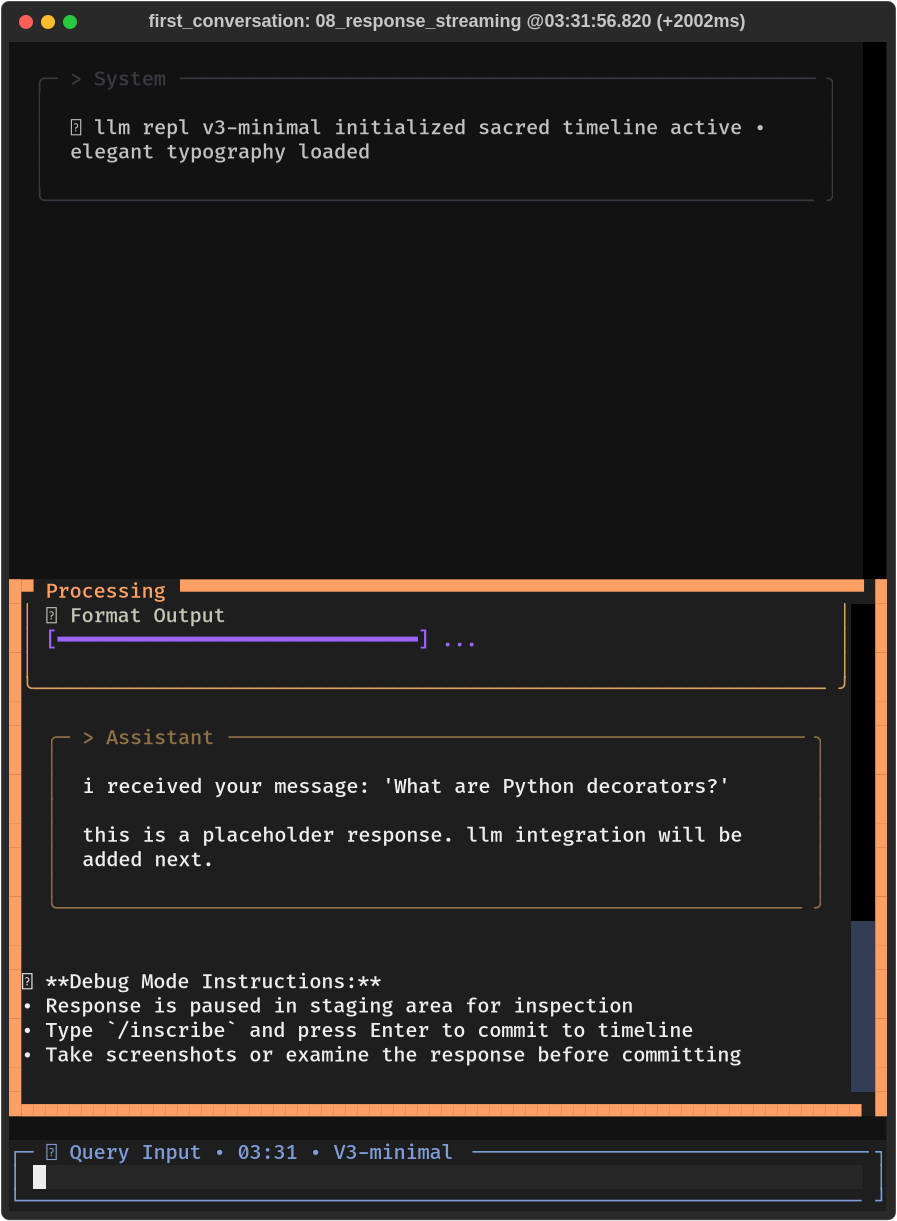 first_conversation: 08_response_streaming @03:31:56.820 (+2002ms)
> System
llm repl v3-minimal initialized sacred timeline active •
elegant typography loaded
Processing
Format Output
[━━━━━━━━━━━━━━━━━━━━━━━━━━━━━━] ...
> Assistant
i received your message: 'What are Python decorators?'
this is a placeholder response. llm integration will be
added next.
**Debug Mode Instructions:**
• Response is paused in staging area for inspection
• Type `/inscribe` and press Enter to commit to timeline
• Take screenshots or examine the response before committing
Query Input • 03:31 • V3-minimal